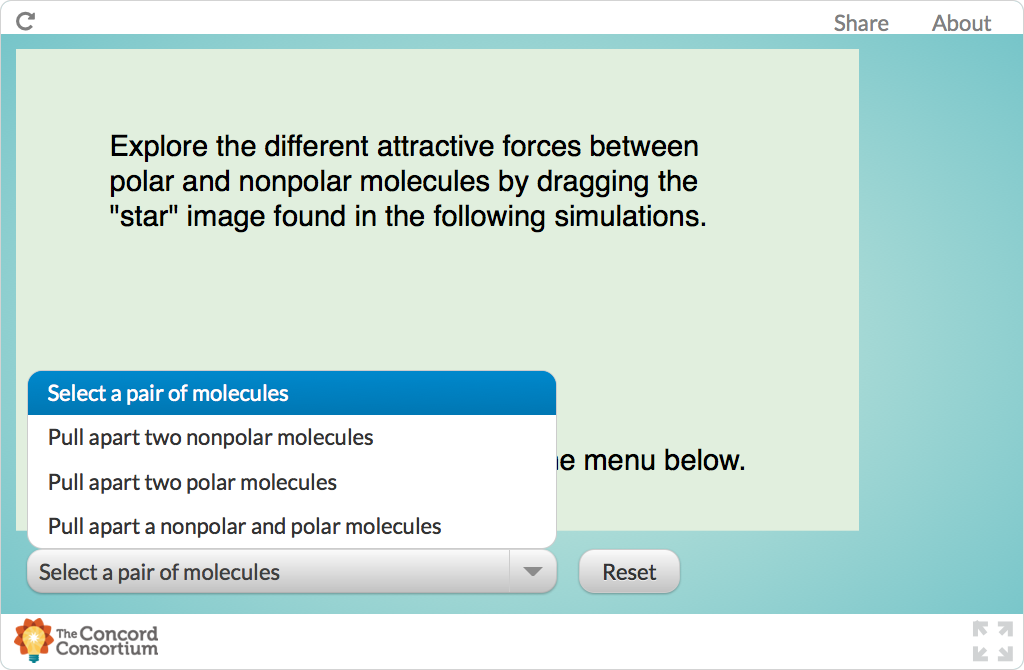 Share About
Explore the different attractive forces between
polar and nonpolar molecules by dragging the
"star" image found in the following simulations.
Select a pair of molecules
Pull apart two nonpolar molecules
menu below.
Pull apart two polar molecules
Pull apart a nonpolar and polar molecules
Select a pair of molecules
Reset
The Concord
Consortium